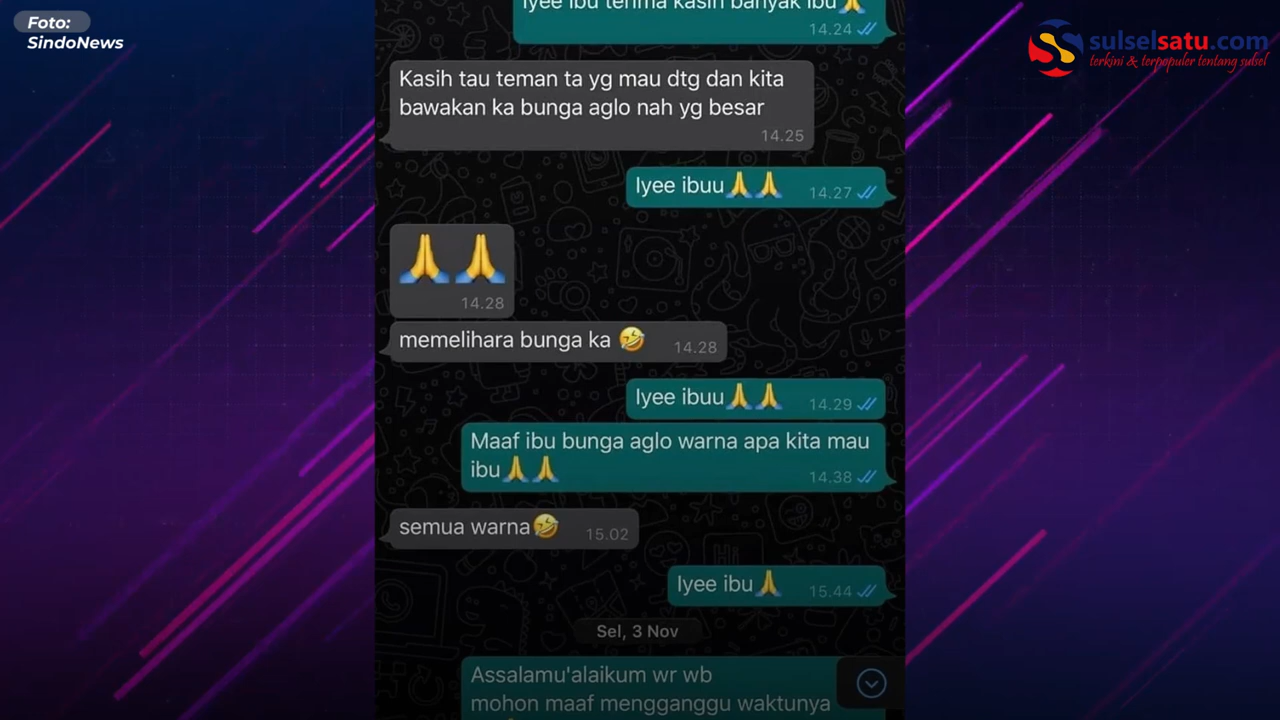 Foto:
SindoNews
sulselsatu.com
terkini & terpopuler tentang sulsel
Iyee ibu terima kasih banyak ibu🙏
14.24
Kasih tau teman ta yg mau dtg dan kita
bawakan ka bunga aglo nah yg besar
14.25
Iyee ibuu🙏🙏 14.27
🙏🙏
14.28
memelihara bunga ka 🤣 14.28
Iyee ibuu🙏🙏 14.29
Maaf ibu bunga aglo warna apa kita mau
ibu🙏🙏 14.38
semua warna🤣 15.02
Iyee ibu🙏 15.44
Sel, 3 Nov
Assalamu'alaikum wr wb
mohon maaf mengganggu waktunya